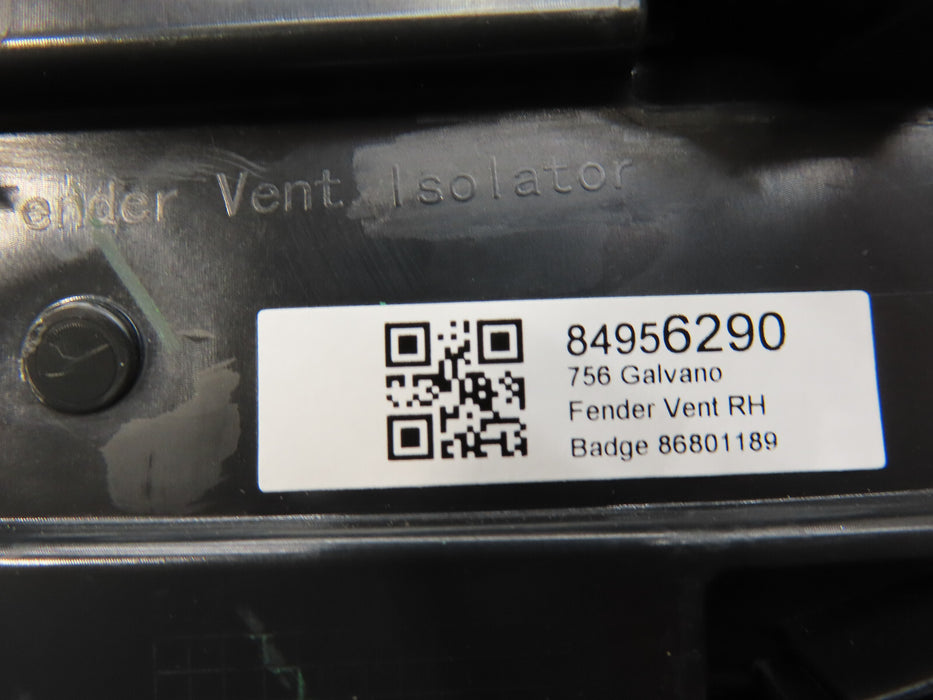 Fender Vent Isolator
84956290
756 Galvano
Fender Vent RH
Badge 86801189